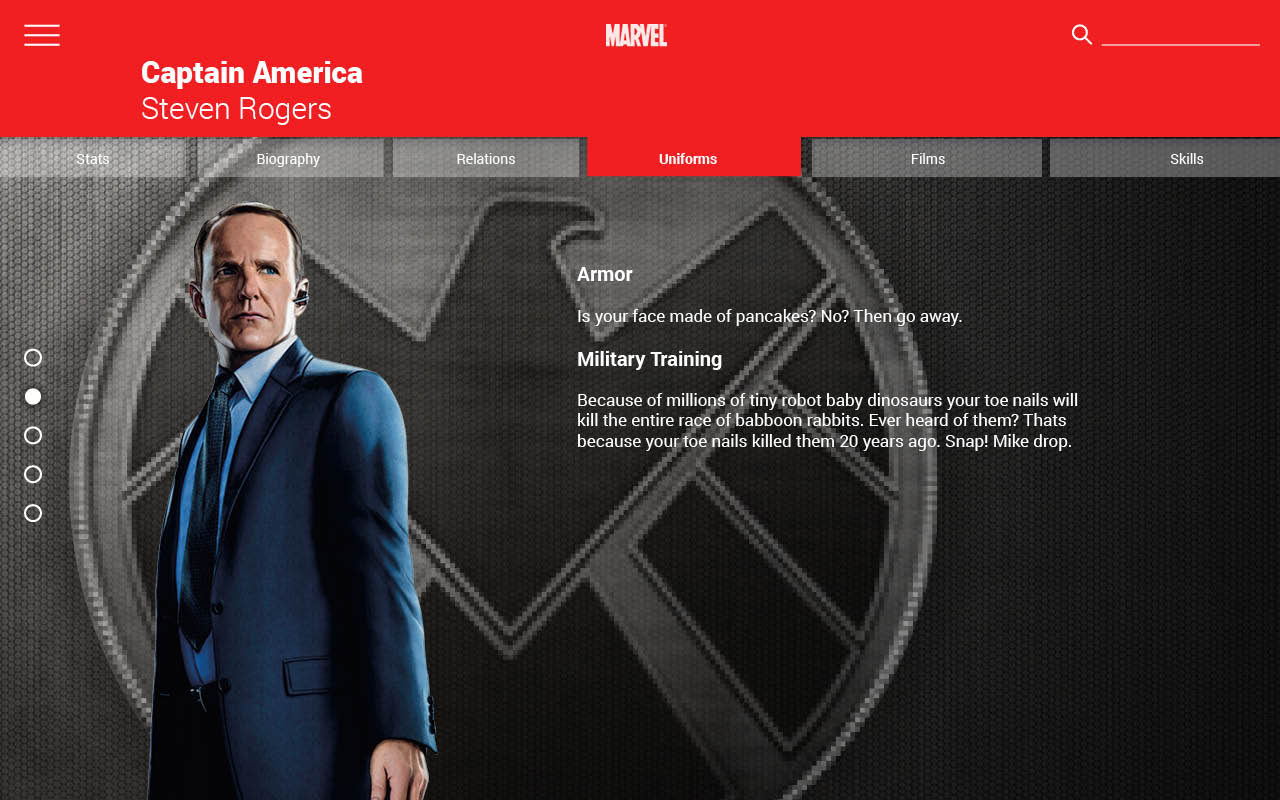 MARVEL
Captain America
Steven Rogers
Stats
Biography
Relations
Uniforms
Films
Skills
Armor
Is your face made of pancakes? No? Then go away.
Military Training
Because of millions of tiny robot baby dinosaurs your toe nails will
kill the entire race of babboon rabbits. Ever heard of them? Thats
because your toe nails killed them 20 years ago. Snap! Mike drop.